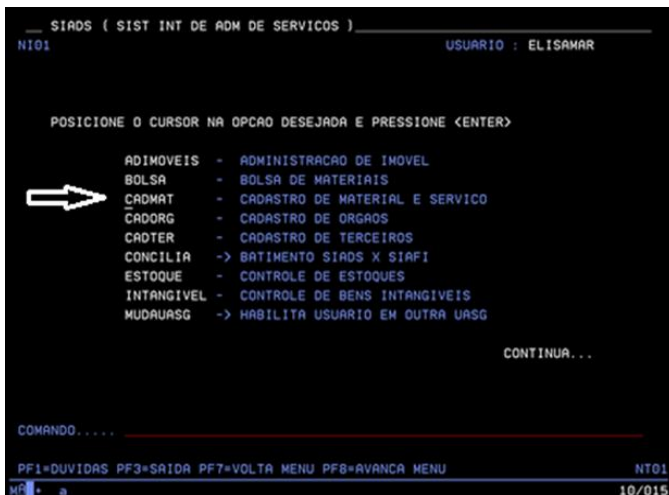 __ SIADS ( SIST INT DE ADM DE SERVICOS )
NI01 USUARIO : ELISAMAR
POSICIONE O CURSOR NA OPCAO DESEJADA E PRESSIONE <ENTER>
ADIMOVEIS - ADMINISTRACAO DE IMOVEL
BOLSA - BOLSA DE MATERIAIS
CADMAT - CADASTRO DE MATERIAL E SERVICO
CADORG - CADASTRO DE ORGAOS
CADTER - CADASTRO DE TERCEIROS
CONCILIA -> BATIMENTO SIADS X SIAFI
ESTOQUE - CONTROLE DE ESTOQUES
INTANGIVEL - CONTROLE DE BENS INTANGIVEIS
MUDAUASG -> HABILITA USUARIO EM OUTRA UASG
CONTINUA...
COMANDO.....
PF1=DUVIDAS PF3=SAIDA PF7=VOLTA MENU PF8=AVANCA MENU NT01
a 10/015